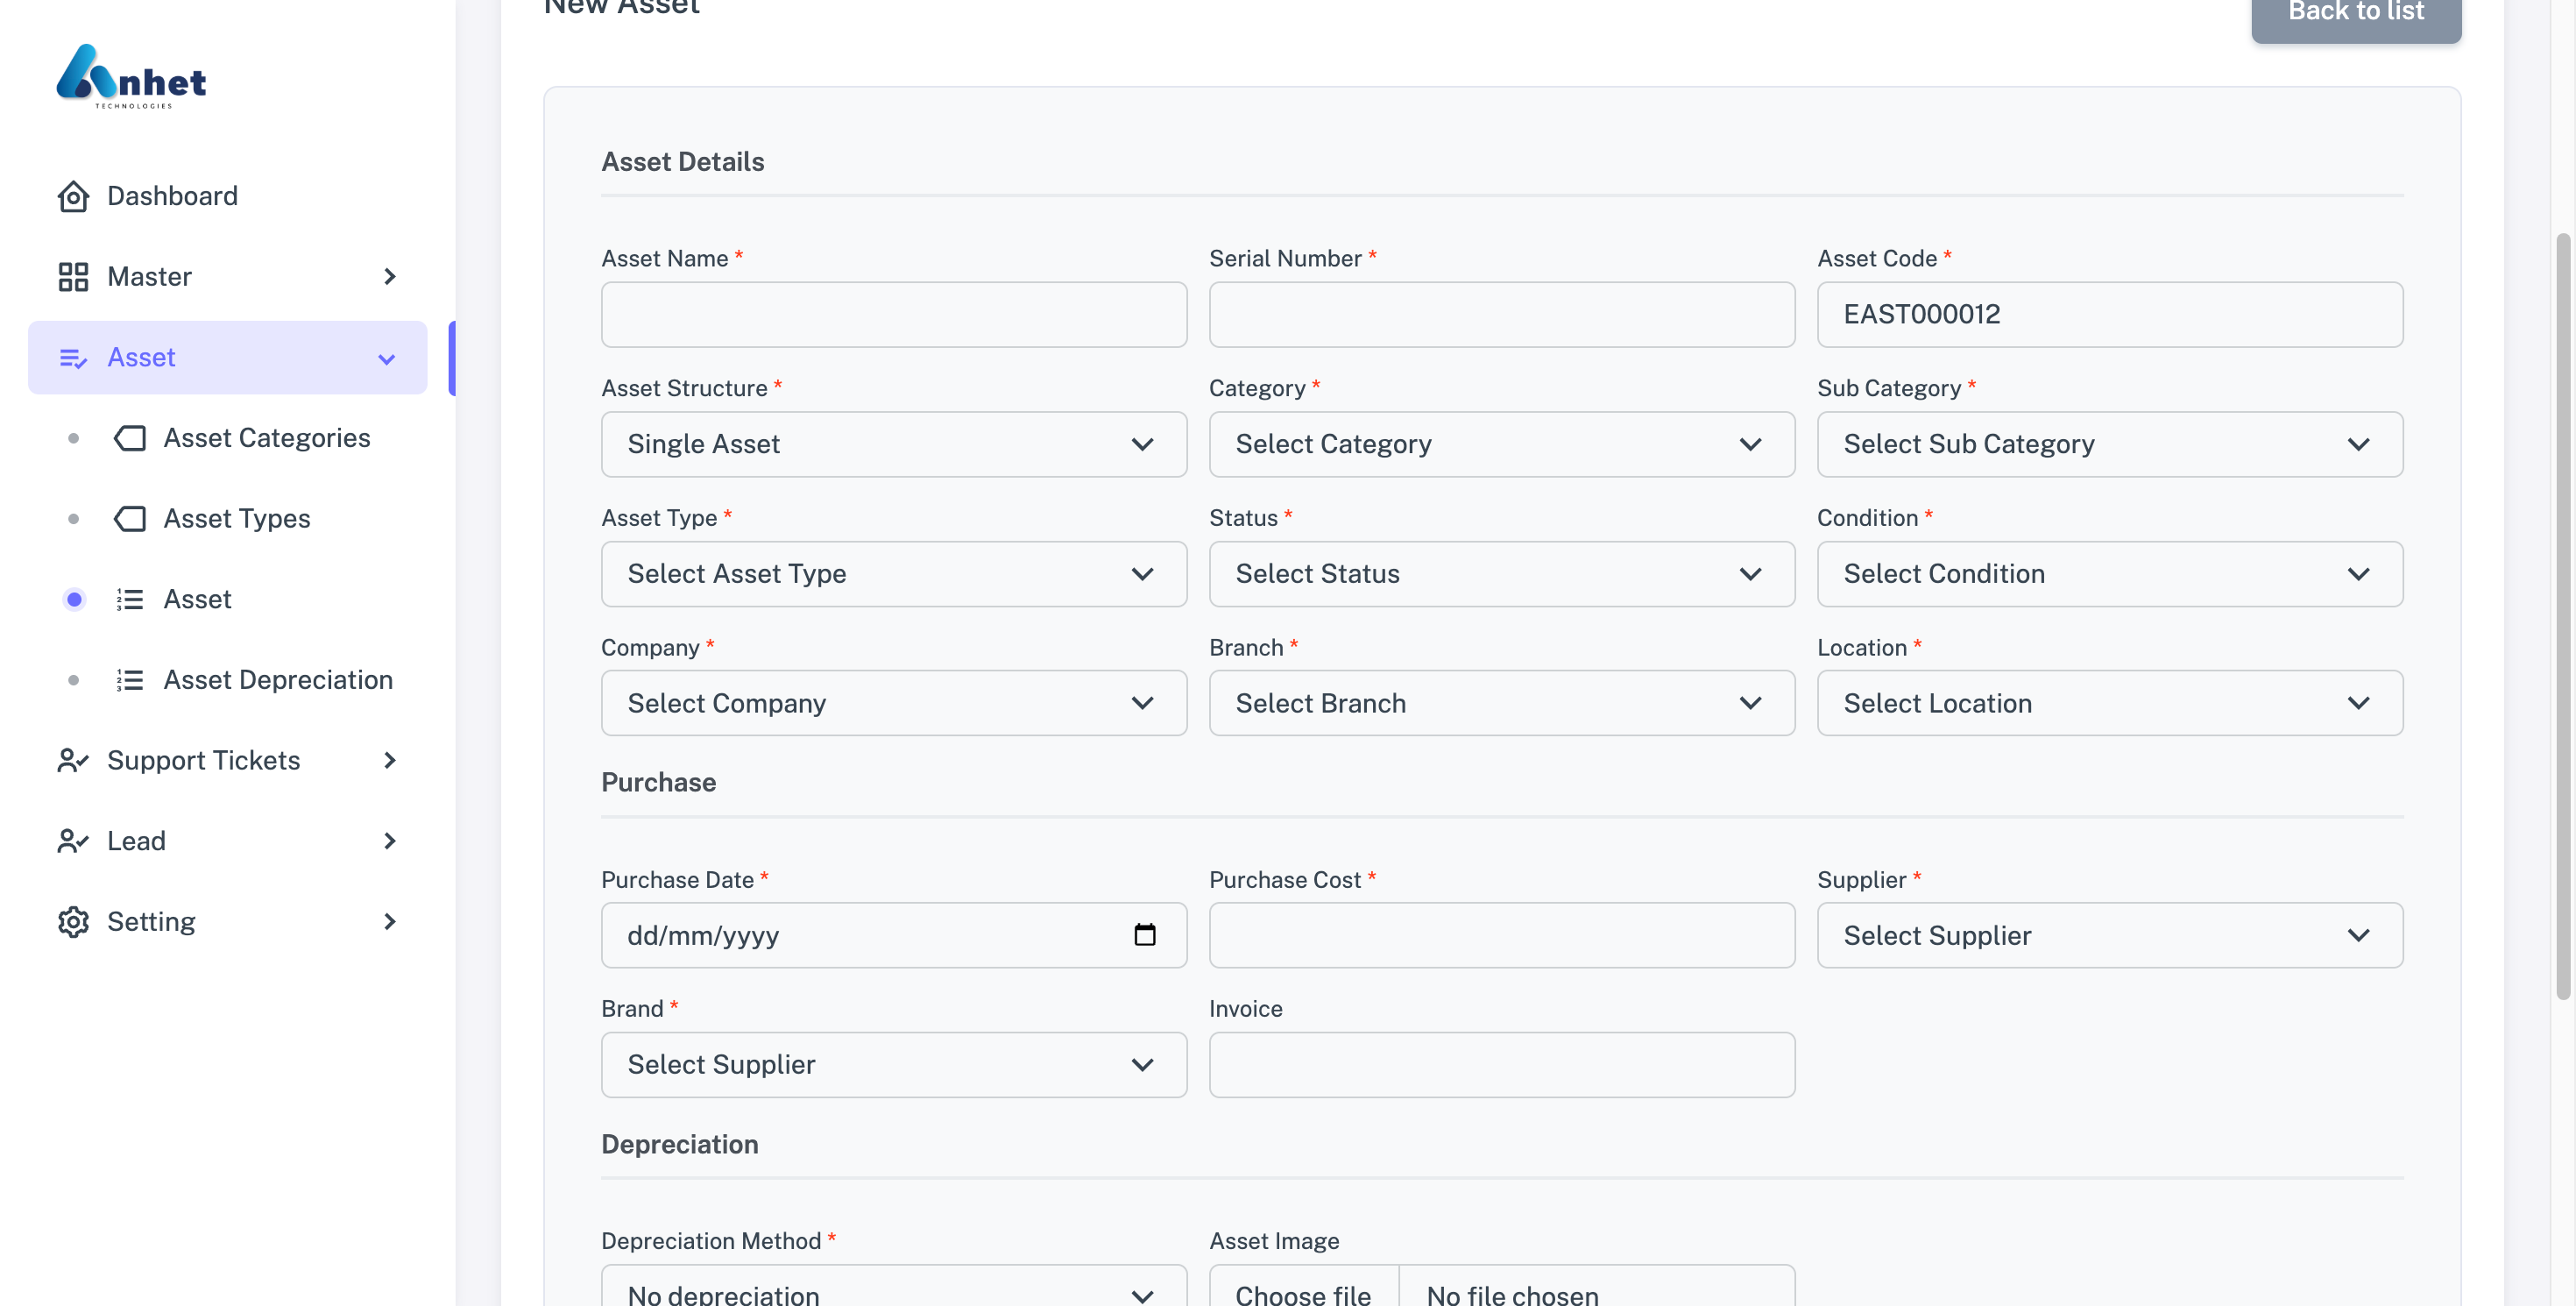 New Asset
Back to list
Anhet
TECHNOLOGIES
Dashboard
Master
Asset
Asset Categories
Asset Types
Asset
Asset Depreciation
Support Tickets
Lead
Setting
Asset Details
Asset Name *
Serial Number *
Asset Code *
EAST000012
Asset Structure *
Category *
Sub Category *
Single Asset
Select Category
Select Sub Category
Asset Type *
Status *
Condition *
Select Asset Type
Select Status
Select Condition
Company *
Branch *
Location *
Select Company
Select Branch
Select Location
Purchase
Purchase Date *
Purchase Cost *
Supplier *
dd/mm/yyyy
Select Supplier
Brand *
Invoice
Select Supplier
Depreciation
Depreciation Method *
Asset Image
No depreciation
Choose file
No file chosen